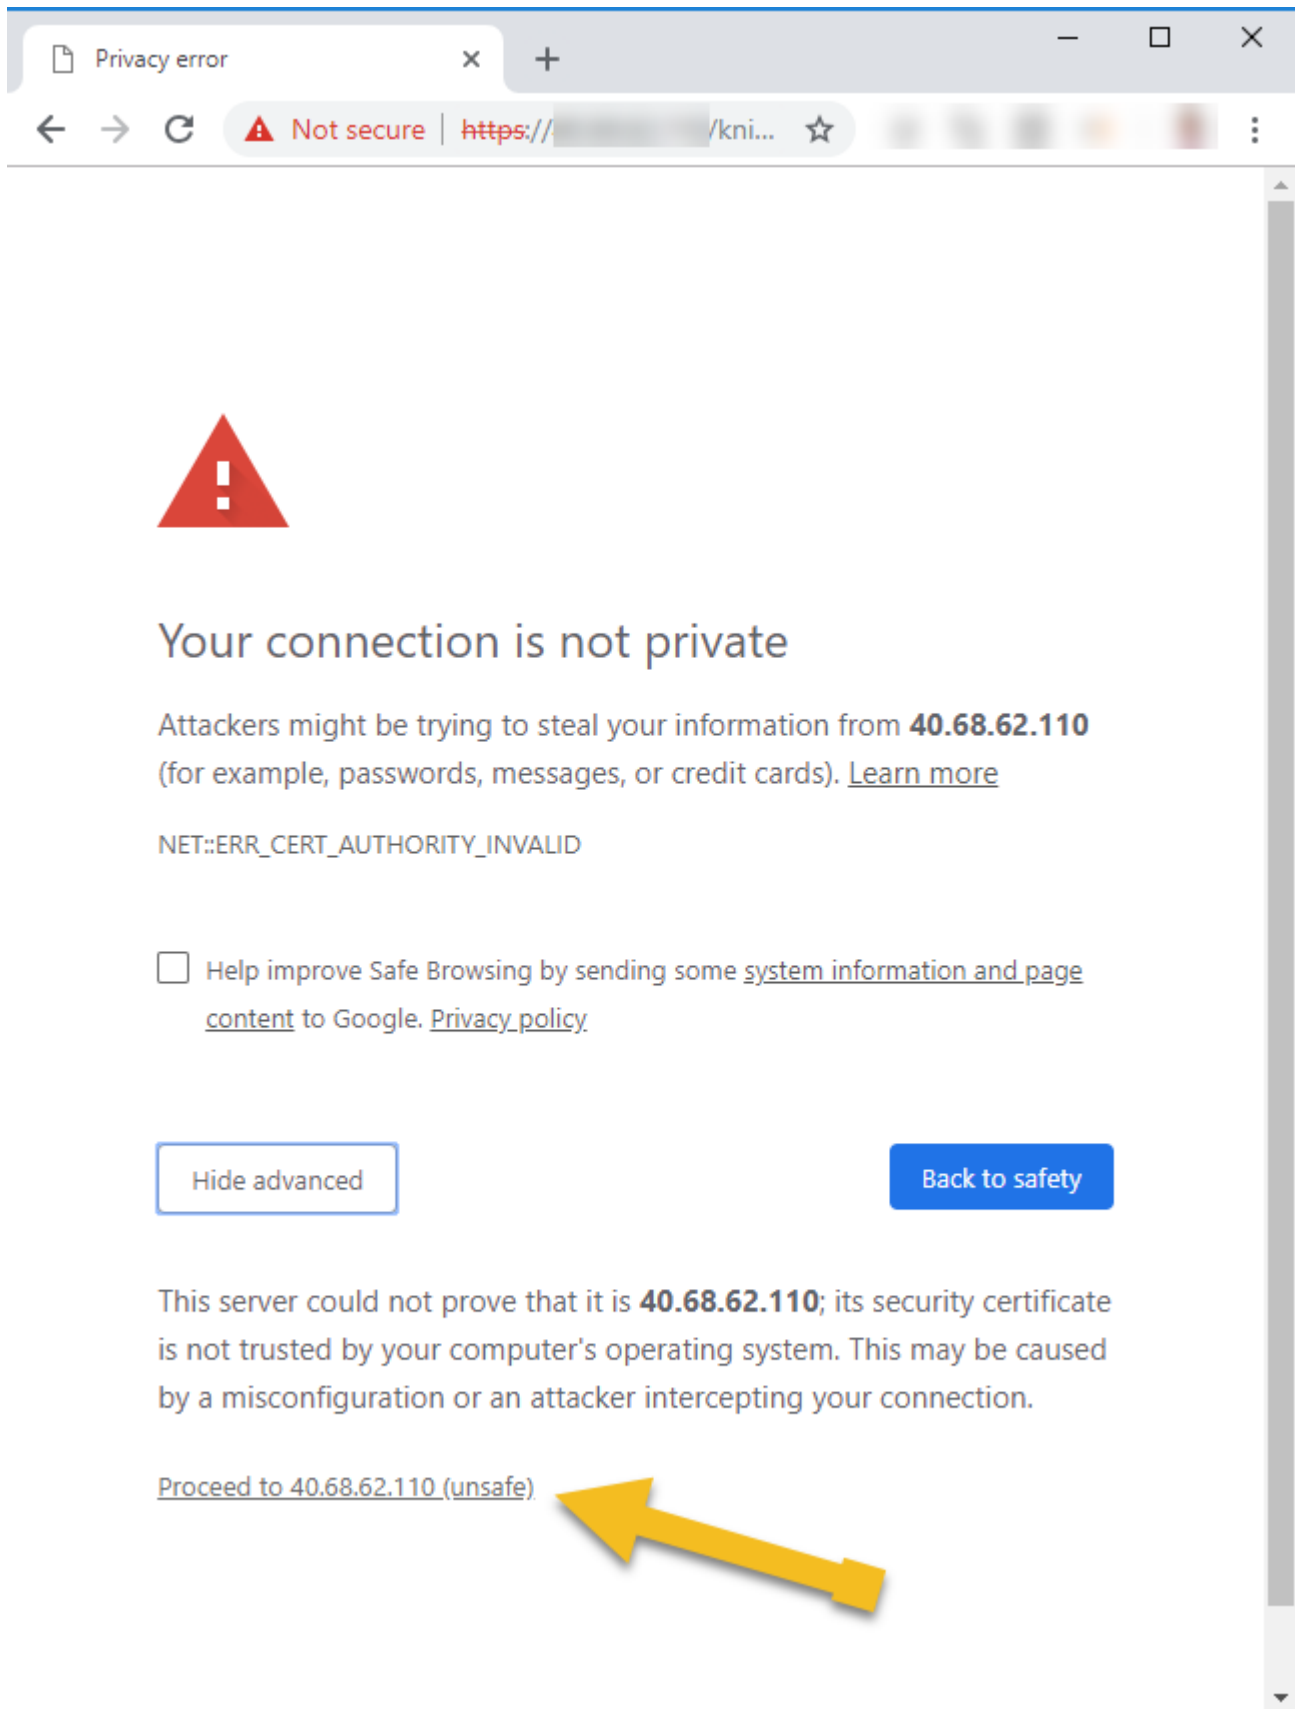 Privacy error
Not secure | https:// /kni...
Your connection is not private
Attackers might be trying to steal your information from 40.68.62.110
(for example, passwords, messages, or credit cards). Learn more
NET::ERR_CERT_AUTHORITY_INVALID
Help improve Safe Browsing by sending some system information and page
content to Google. Privacy policy
Hide advanced
Back to safety
This server could not prove that it is 40.68.62.110; its security certificate
is not trusted by your computer's operating system. This may be caused
by a misconfiguration or an attacker intercepting your connection.
Proceed to 40.68.62.110 (unsafe)